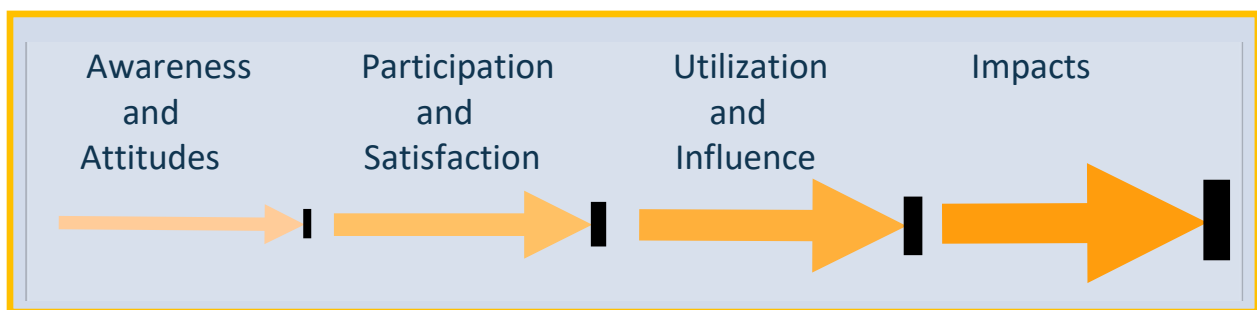 Awareness
and
Attitudes
Participation
and
Satisfaction
Utilization
and
Influence
Impacts